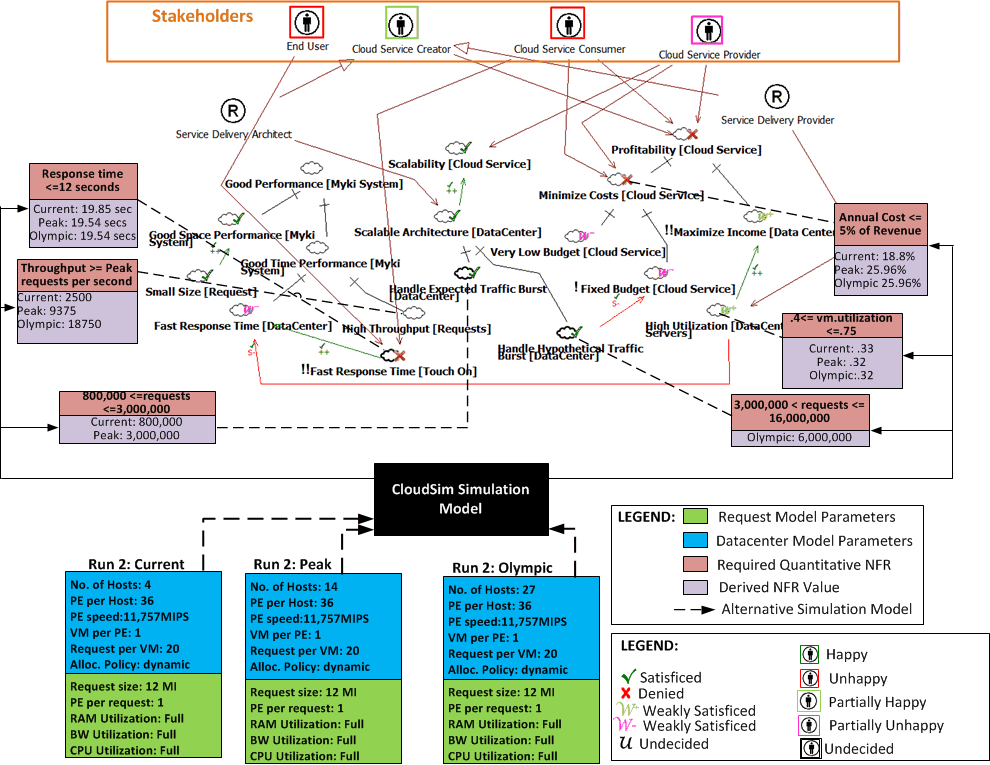 Stakeholders
End User
Cloud Service Creator
Cloud Service Consumer
Cloud Service Provider
R
Service Delivery Architect
R
Service Delivery Provider
Scalability [Cloud Service]
Profitability [Cloud Service]
Good Performance [Myki System]
Minimize Costs [Cloud Service]
Good Space Performance [Myki
System]
Scalable Architecture [DataCenter]
!!Maximize Income [Data Center
Very Low Budget [Cloud Service]
Good Time Performance [Myki
System]
Small Size [Request]
Handle Expected Traffic Burst
[DataCenter]
! Fixed Budget [Cloud Service]
Fast Response Time [DataCenter]
High Throughput [Requests]
High Utilization [DataCent
Servers]
Handle Hypothetical Traffic
Burst [DataCenter]
!!Fast Response Time [Touch On]
++
++
++
++
++
S-
S-
W-
W-
W-
W+
W+
Response time
<=12 seconds
Current: 19.85 sec
Peak: 19.54 secs
Olympic: 19.54 secs
Throughput >= Peak
requests per second
Current: 2500
Peak: 9375
Olympic: 18750
800,000 <=requests
<=3,000,000
Current: 800,000
Peak: 3,000,000
Annual Cost <=
5% of Revenue
Current: 18.8%
Peak: 25.96%
Olympic 25.96%
.4<= vm.utilization
<=.75
Current: .33
Peak: .32
Olympic:.32
3,000,000 < requests <=
16,000,000
Olympic: 6,000,000
CloudSim Simulation
Model
Run 2: Current
No. of Hosts: 4
PE per Host: 36
PE speed:11,757MIPS
VM per PE: 1
Request per VM: 20
Alloc. Policy: dynamic
Request size: 12 MI
PE per request: 1
RAM Utilization: Full
BW Utilization: Full
CPU Utilization: Full
Run 2: Peak
No. of Hosts: 14
PE per Host: 36
PE speed:11,757MIPS
VM per PE: 1
Request per VM: 20
Alloc. Policy: dynamic
Request size: 12 MI
PE per request: 1
RAM Utilization: Full
BW Utilization: Full
CPU Utilization: Full
Run 2: Olympic
No. of Hosts: 27
PE per Host: 36
PE speed:11,757MIPS
VM per PE: 1
Request per VM: 20
Alloc. Policy: dynamic
Request size: 12 MI
PE per request: 1
RAM Utilization: Full
BW Utilization: Full
CPU Utilization: Full
LEGEND:
Request Model Parameters
Datacenter Model Parameters
Required Quantitative NFR
Derived NFR Value
Alternative Simulation Model
LEGEND:
Satisficed
Denied
W+ Weakly Satisficed
W- Weakly Satisficed
U Undecided
Happy
Unhappy
Partially Happy
Partially Unhappy
Undecided